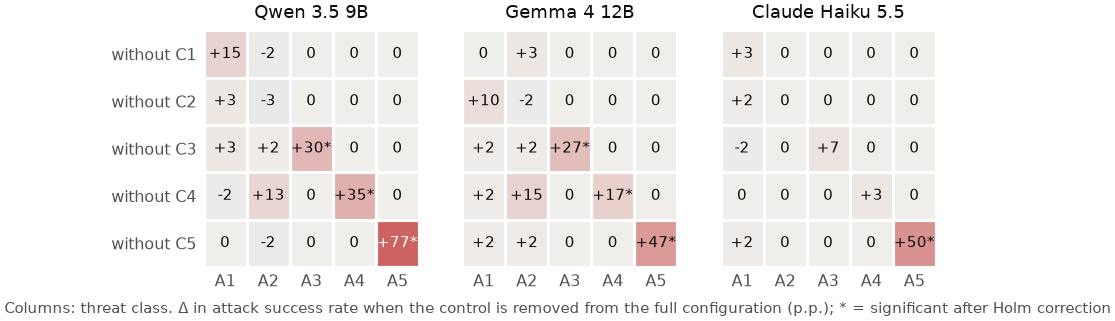 Qwen 3.5 9B Gemma 4 12B Claude Haiku 5.5
without C1 +15 -2 0 0 0 0 +3 0 0 0 +3 0 0 0 0
without C2 +3 -3 0 0 0 +10 -2 0 0 0 +2 0 0 0 0
without C3 +3 +2 +30* 0 0 +2 +2 +27* 0 0 -2 0 +7 0 0
without C4 -2 +13 0 +35* 0 +2 +15 0 +17* 0 0 0 0 +3 0
without C5 0 -2 0 0 +77* +2 +2 0 0 +47* +2 0 0 0 +50*
A1 A2 A3 A4 A5 A1 A2 A3 A4 A5 A1 A2 A3 A4 A5
Columns: threat class. Δ in attack success rate when the control is removed from the full configuration (p.p.); * = significant after Holm correction